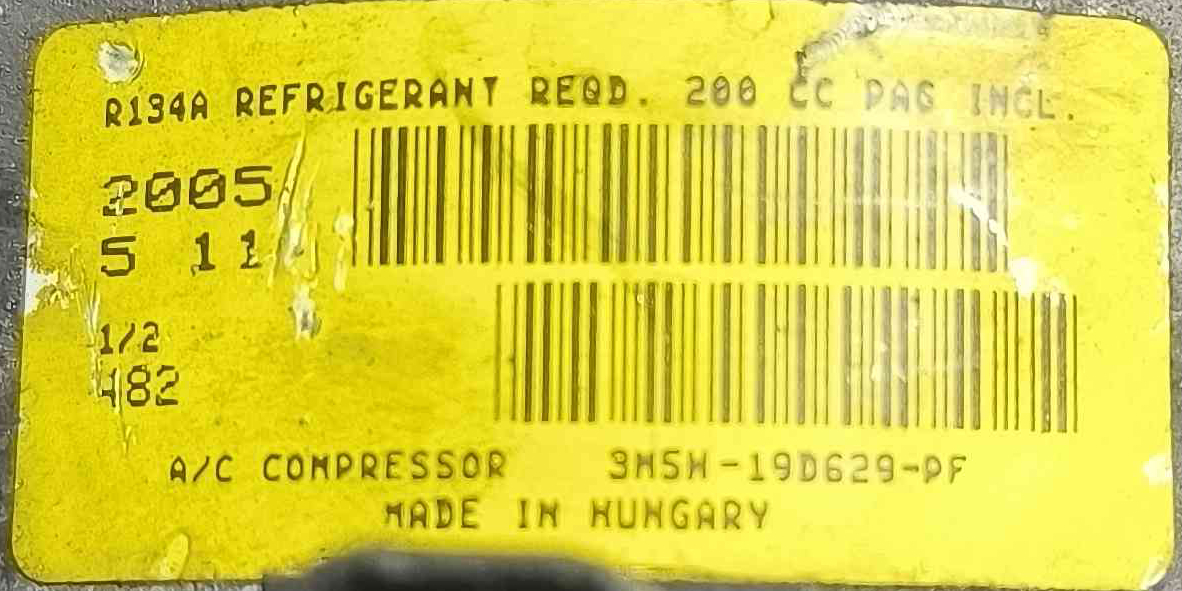 R134A REFRIGERANT REQD. 200 CC PAG INCL.
2005
5 11
1/2
482
A/C COMPRESSOR 3M5H-19D629-PF
MADE IN HUNGARY